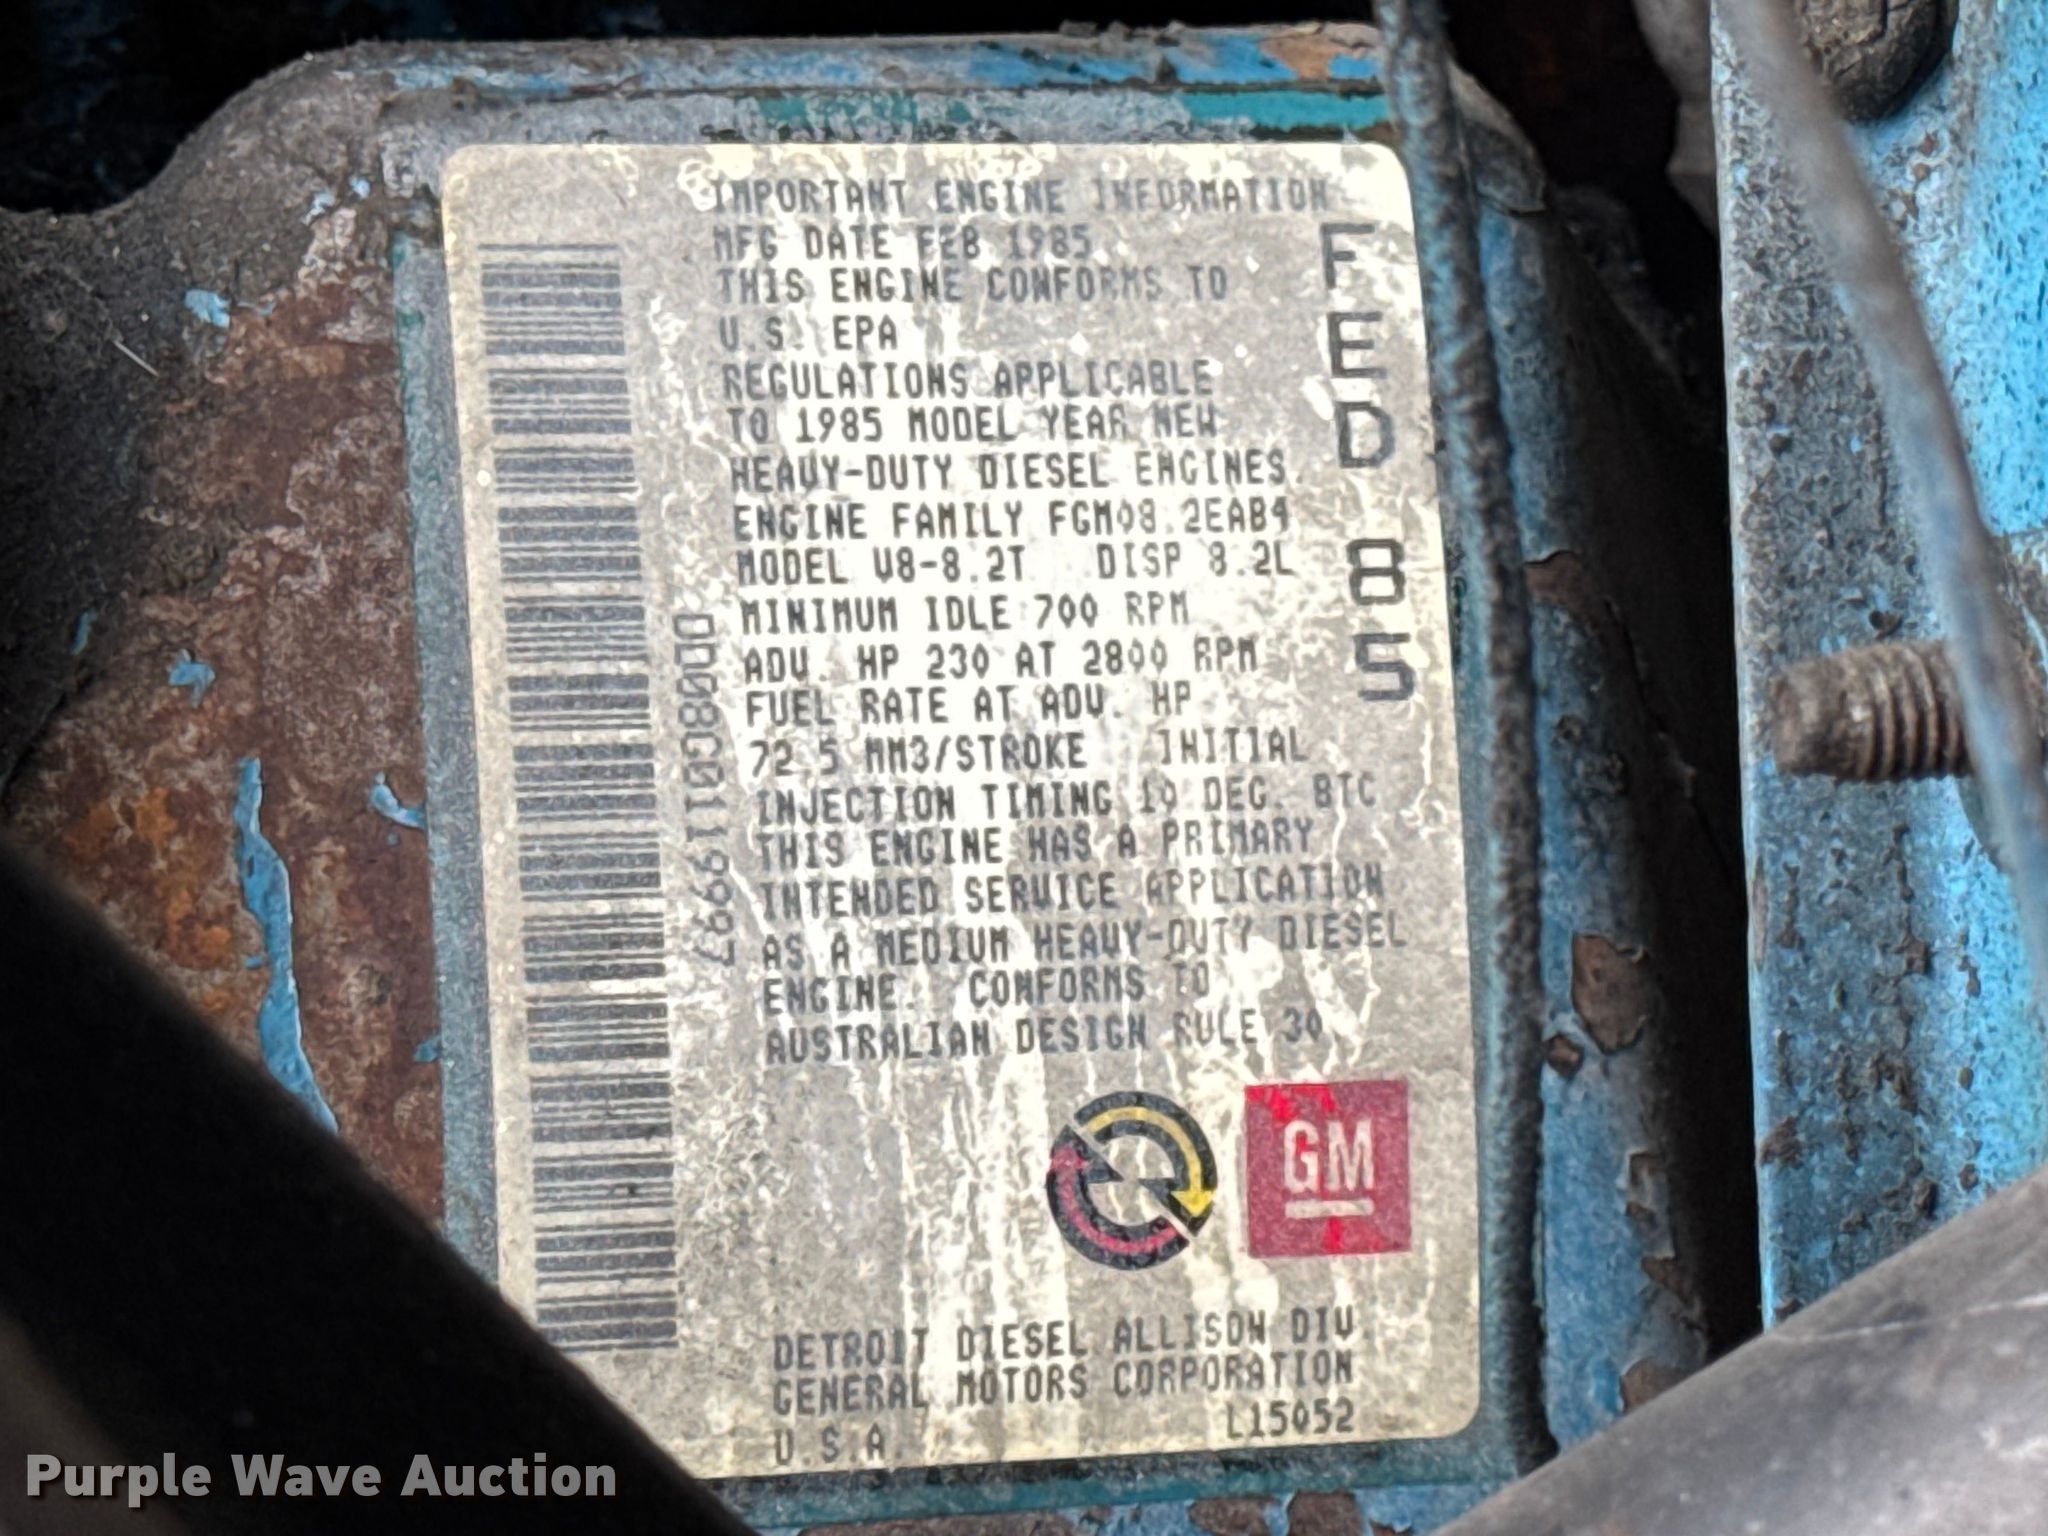 IMPORTANT ENGINE INFORMATION
MFG DATE FEB 1985
THIS ENGINE CONFORMS TO
U.S. EPA
REGULATIONS APPLICABLE
TO 1985 MODEL YEAR NEW
HEAVY-DUTY DIESEL ENGINES.
ENGINE FAMILY FGM08.2EAB4
MODEL V8-8.2T DISP 8.2L
MINIMUM IDLE 700 RPM
ADV. HP 230 AT 2800 RPM
FUEL RATE AT ADV. HP
72.5 MM3/STROKE INITIAL
INJECTION TIMING 10 DEG. BTC
THIS ENGINE HAS A PRIMARY
INTENDED SERVICE APPLICATION
AS A MEDIUM HEAVY-DUTY DIESEL
ENGINE. CONFORMS TO
AUSTRALIAN DESIGN RULE 30
FED 85
GM
DETROIT DIESEL ALLISON DIV.
GENERAL MOTORS CORPORATION
U.S.A.
L15052
Purple Wave Auction